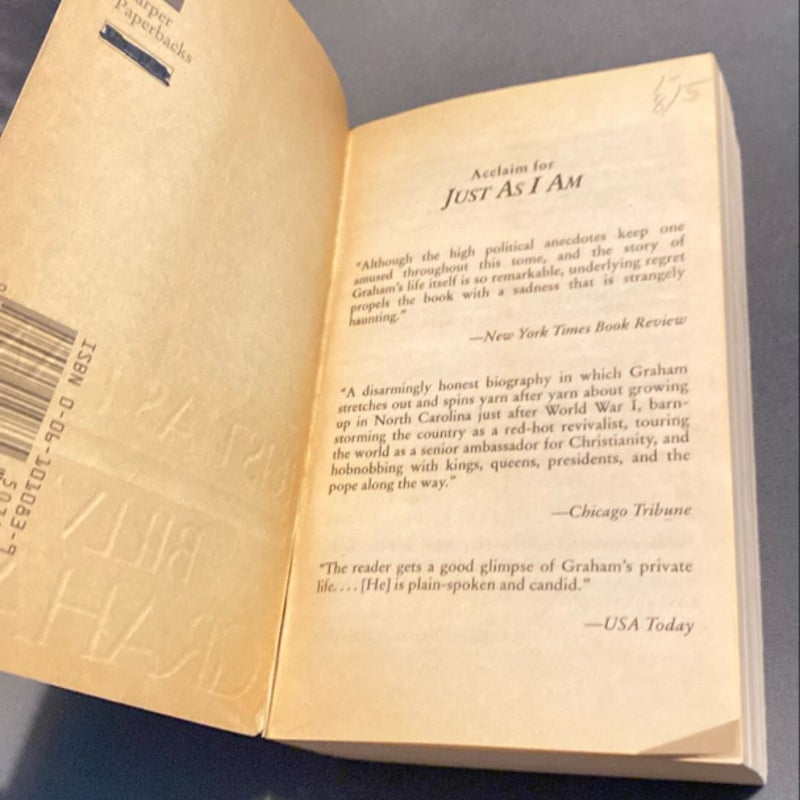 Harper
Paperbacks
ISBN 0-06-101083-9
BILLY
GRAHAM
Acclaim for
JUST AS I AM
"Although the high political anecdotes keep one
amused throughout this tome, and the story of
Graham's life itself is so remarkable, underlying regret
propels the book with a sadness that is strangely
haunting."
—New York Times Book Review
"A disarmingly honest biography in which Graham
stretches out and spins yarn after yarn about growing
up in North Carolina just after World War I, barn-
storming the country as a red-hot revivalist, touring
the world as a senior ambassador for Christianity, and
hobnobbing with kings, queens, presidents, and the
pope along the way."
—Chicago Tribune
"The reader gets a good glimpse of Graham's private
life.... [He] is plain-spoken and candid."
—USA Today